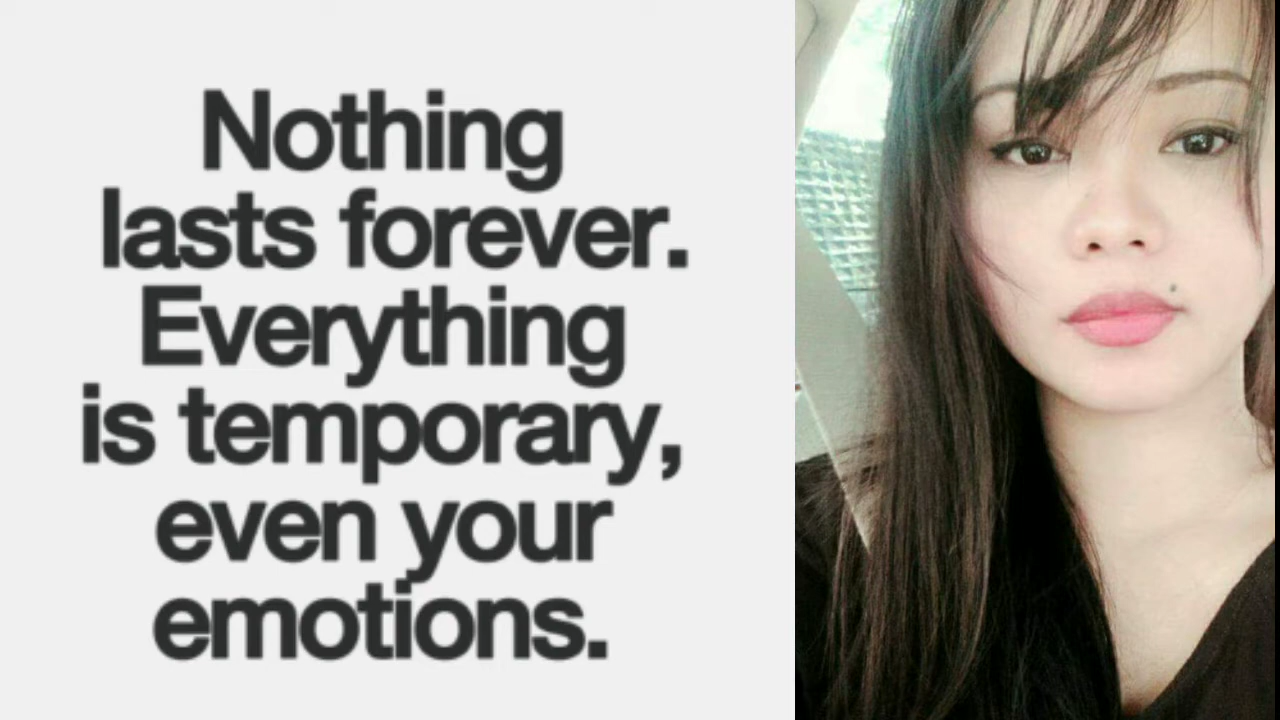 Nothing
lasts forever.
Everything
is temporary,
even your
emotions.